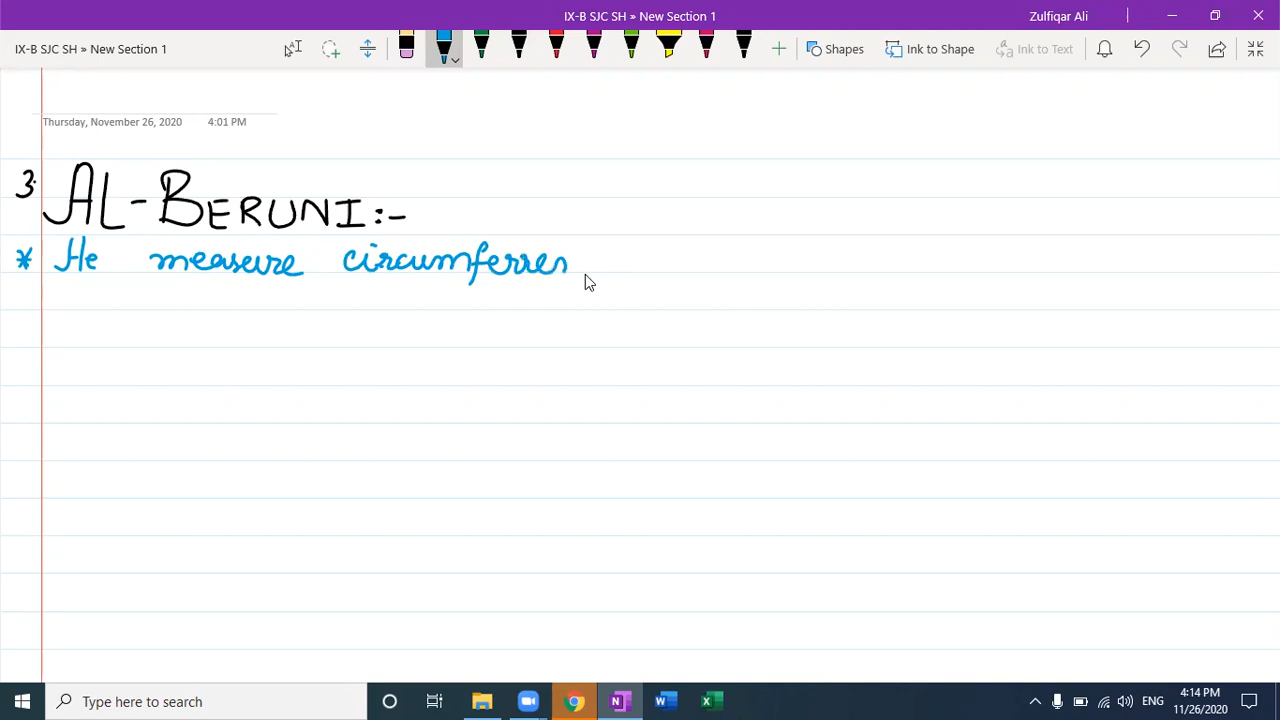 IX-B SJC SH » New Section 1
Zulfiqar Ali
IX-B SJC SH » New Section 1
Shapes
Ink to Shape
Ink to Text
Thursday, November 26, 2020 4:01 PM
3. AL-BERUNI:-
* He measure circumferren
Type here to search
ENG
4:14 PM
11/26/2020